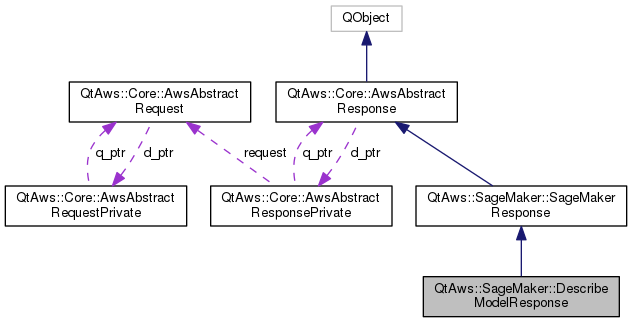 QObject
QtAws::Core::AwsAbstract
Request
QtAws::Core::AwsAbstract
Response
q_ptr
d_ptr
request
q_ptr
d_ptr
QtAws::Core::AwsAbstract
RequestPrivate
QtAws::Core::AwsAbstract
ResponsePrivate
QtAws::SageMaker::SageMaker
Response
QtAws::SageMaker::Describe
ModelResponse